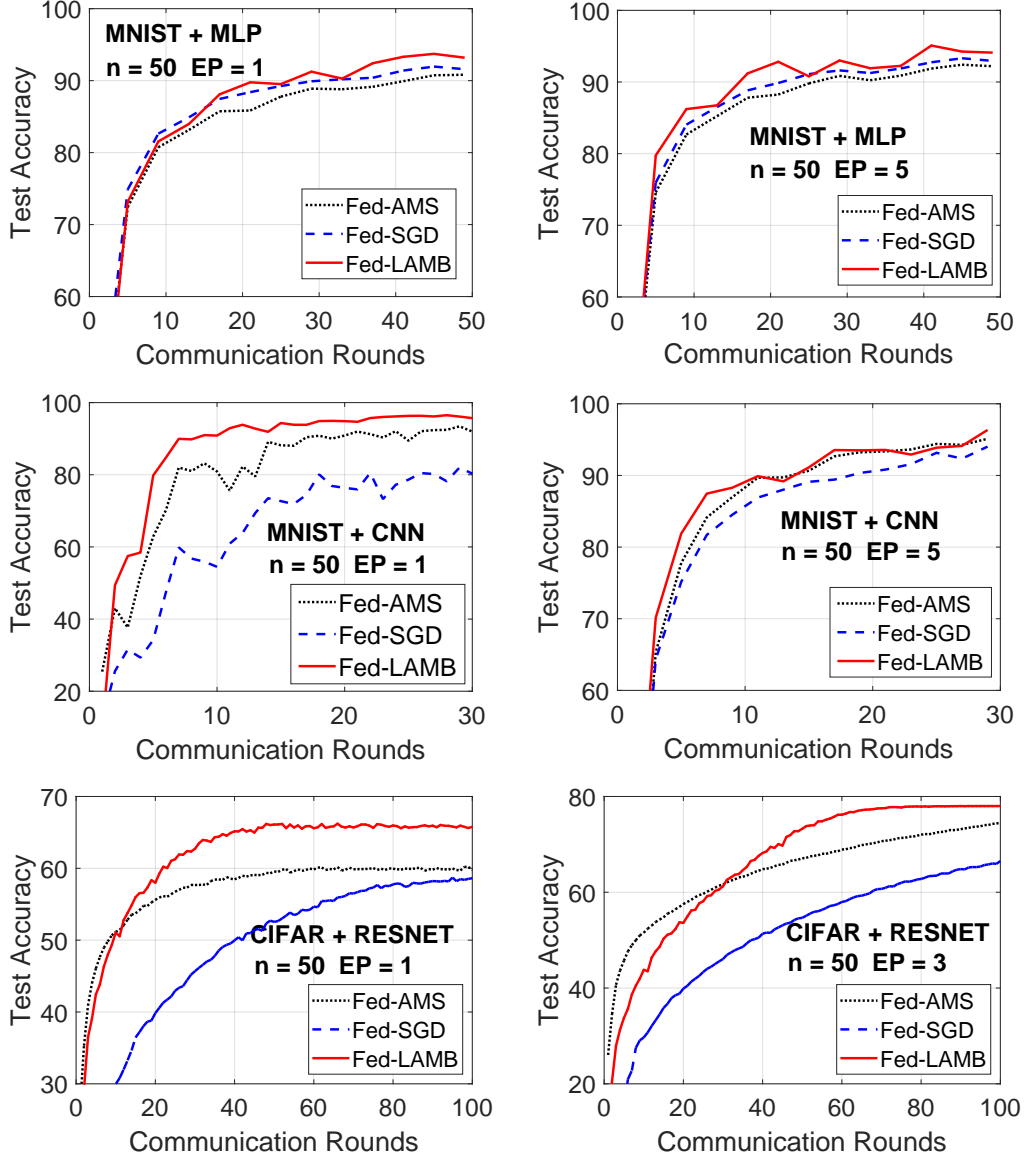 100
90
80
70
60
0
10
20
30
40
50
Test Accuracy
Communication Rounds
MNIST + MLP
n = 50 EP = 1
Fed-AMS
Fed-SGD
Fed-LAMB
100
90
80
70
60
0
10
20
30
40
50
Test Accuracy
Communication Rounds
MNIST + MLP
n = 50 EP = 5
Fed-AMS
Fed-SGD
Fed-LAMB
100
80
60
40
20
0
10
20
30
Test Accuracy
Communication Rounds
MNIST + CNN
n = 50 EP = 1
Fed-AMS
Fed-SGD
Fed-LAMB
100
90
80
70
60
0
10
20
30
Test Accuracy
Communication Rounds
MNIST + CNN
n = 50 EP = 5
Fed-AMS
Fed-SGD
Fed-LAMB
70
60
50
40
30
0
20
40
60
80
100
Test Accuracy
Communication Rounds
CIFAR + RESNET
n = 50 EP = 1
Fed-AMS
Fed-SGD
Fed-LAMB
80
60
40
20
0
20
40
60
80
100
Test Accuracy
Communication Rounds
CIFAR + RESNET
n = 50 EP = 3
Fed-AMS
Fed-SGD
Fed-LAMB